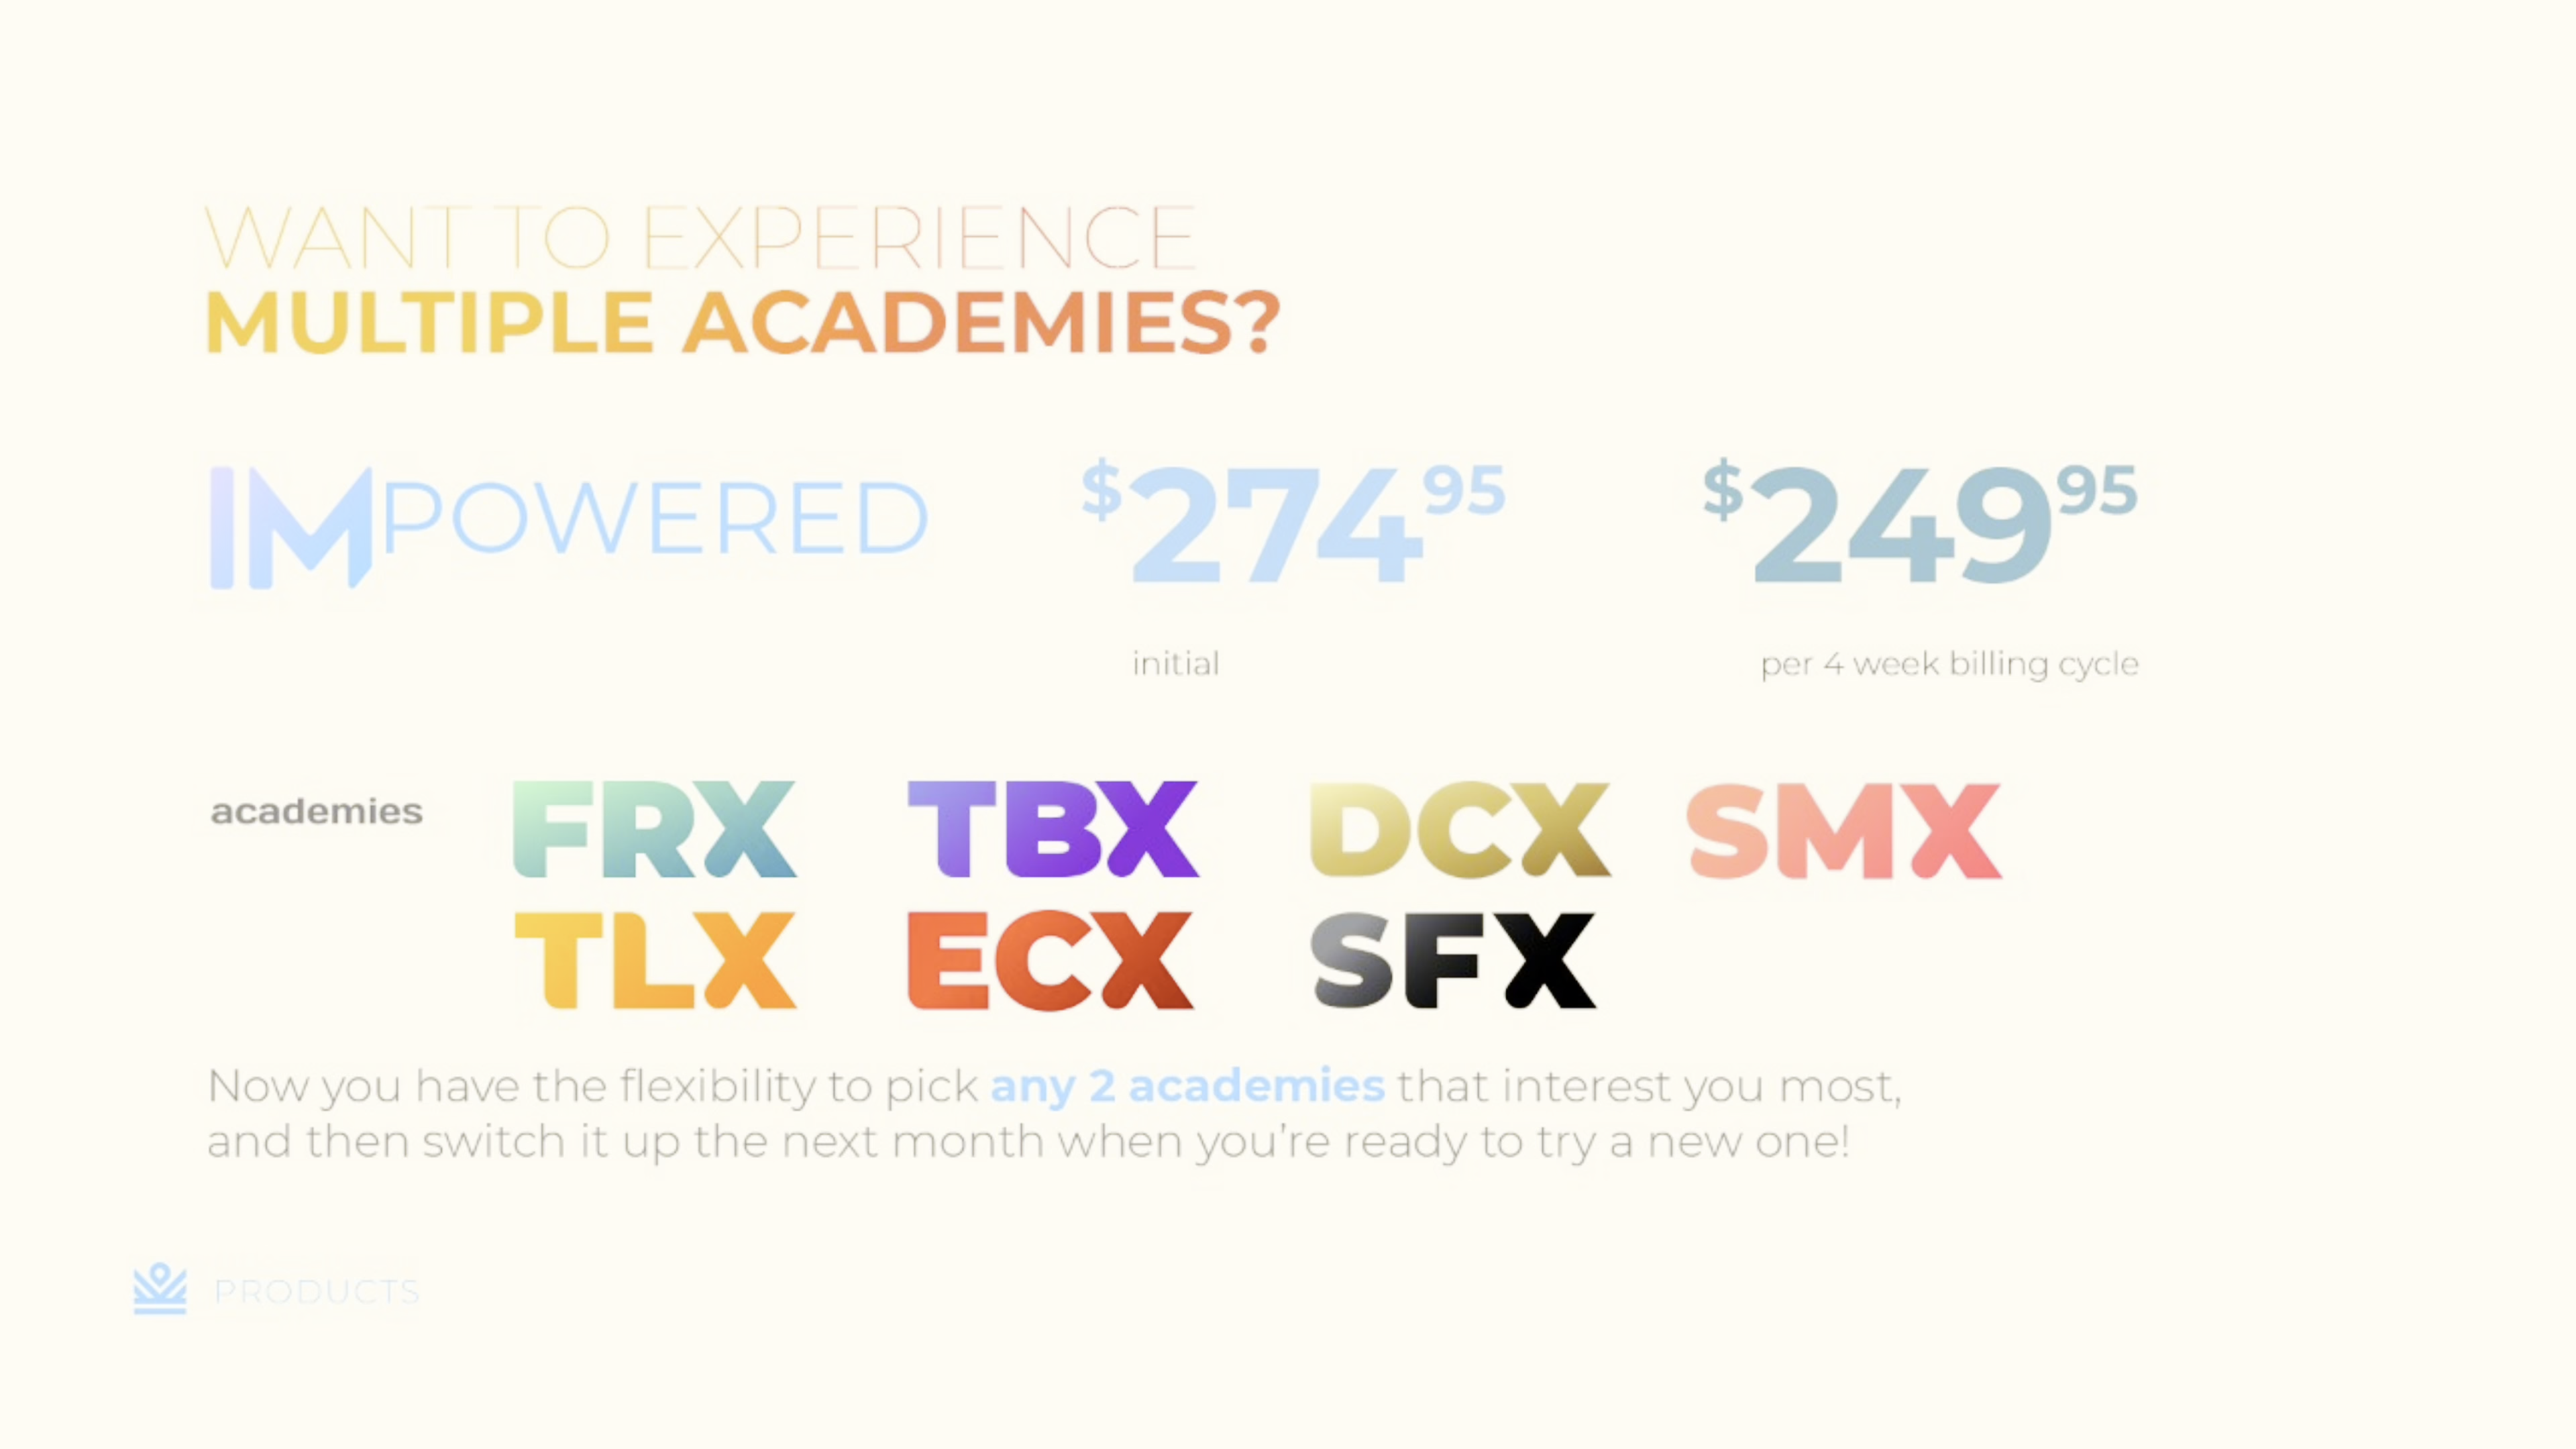 WANT TO EXPERIENCE
MULTIPLE ACADEMIES?
IMPOWERED $274 95 $249 95
initial per 4 week billing cycle
academies FRX TBX DCX SMX
TLX ECX SFX
Now you have the flexibility to pick any 2 academies that interest you most,
and then switch it up the next month when you're ready to try a new one!
PRODUCTS